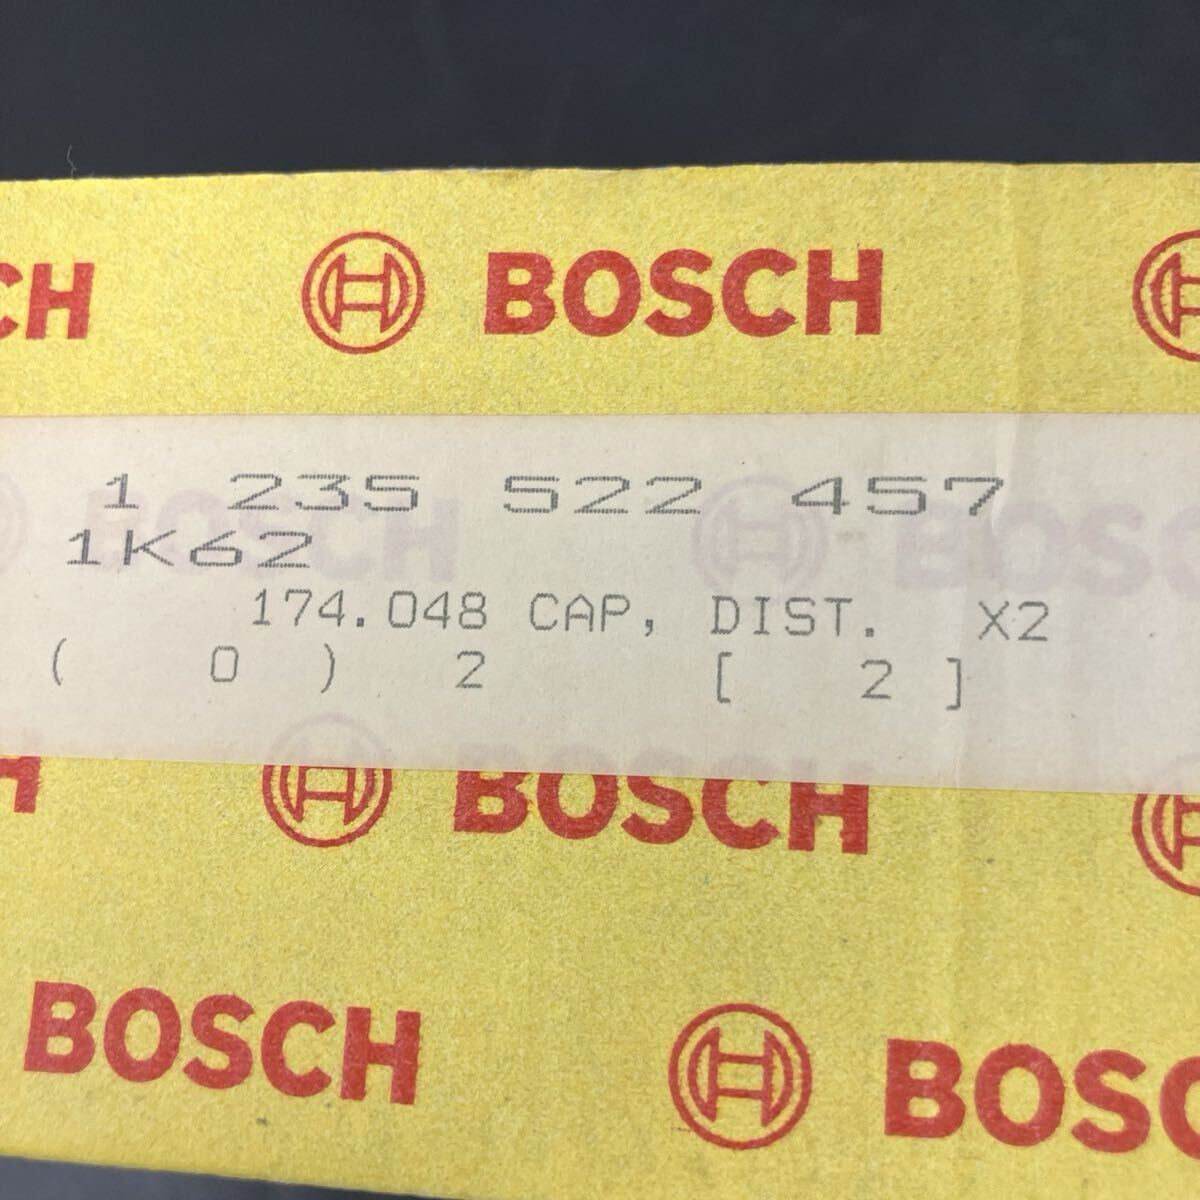 CH BOSCH
1 235 522 457
1K62
174.048 CAP, DIST. X2
( 0 ) 2 [ 2 ]
H BOSCH
BOSCH BOSC